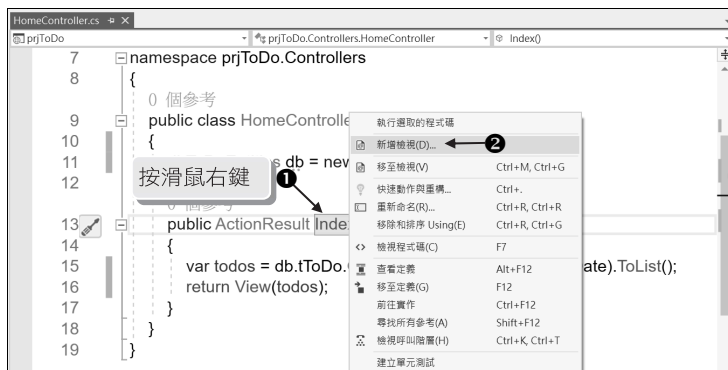 HomeController.cs
prjToDo prjToDo.Controllers.HomeController Index()
7 namespace prjToDo.Controllers
8 {
0 個參考
9 public class HomeControlle
10 {
11 s db = new
12
按滑鼠右鍵 ❶
0 個參考
13 public ActionResult Inde
14 {
15 var todos = db.tToDo. ate).ToList();
16 return View(todos);
17 }
18 }
19 }
執行選取的程式碼
新增檢視(D)... ❷
移至檢視(V) Ctrl+M, Ctrl+G
快速動作與重構... Ctrl+.
重新命名(R)... Ctrl+R, Ctrl+R
移除和排序 Using(E) Ctrl+R, Ctrl+G
檢視程式碼(C) F7
查看定義 Alt+F12
移至定義(G) F12
前往實作 Ctrl+F12
尋找所有參考(A) Shift+F12
檢視呼叫階層(H) Ctrl+K, Ctrl+T
建立單元測試